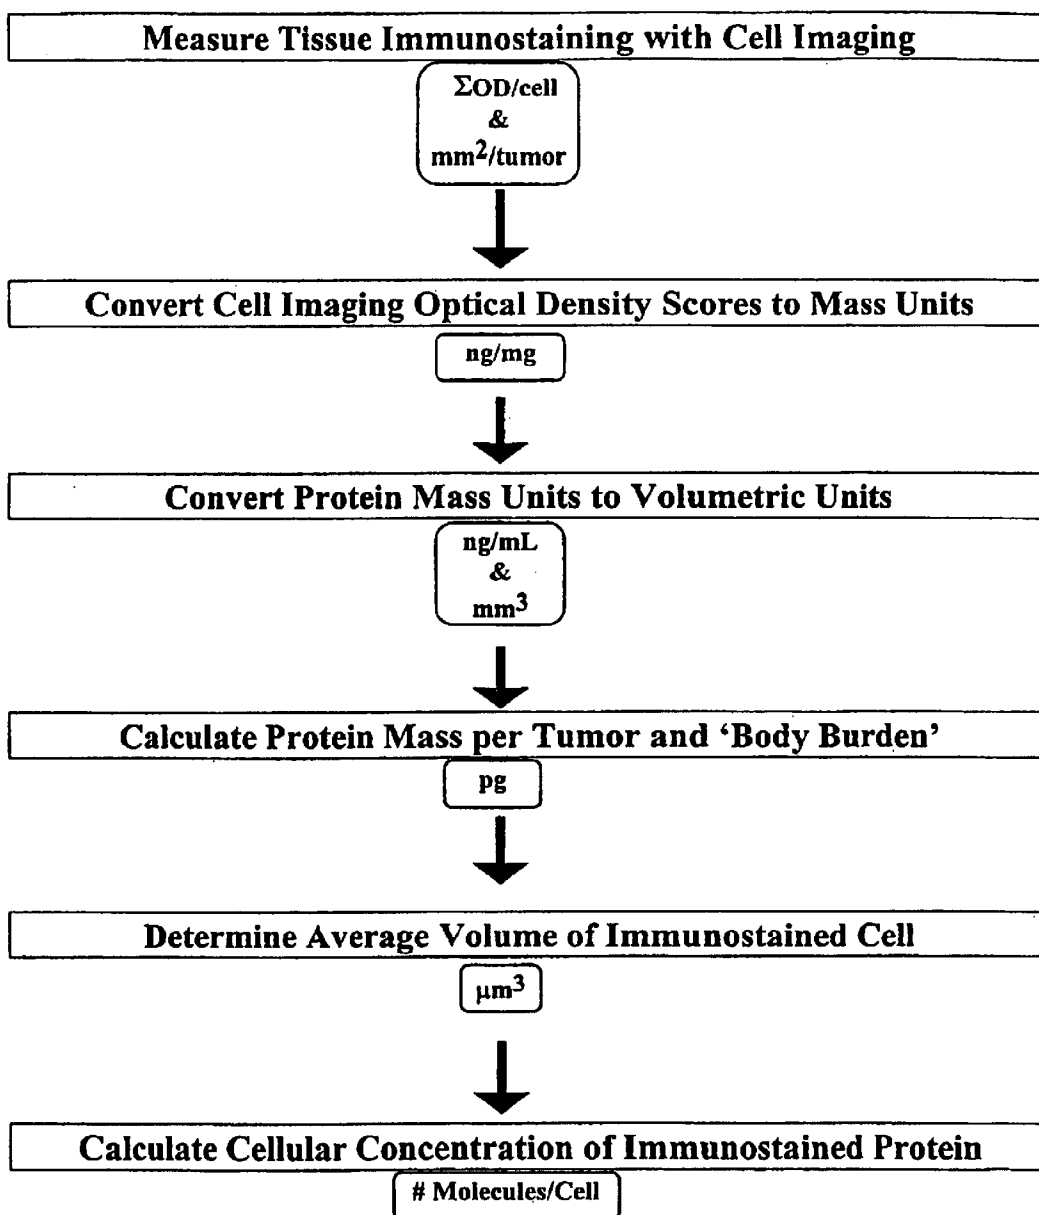 Measure Tissue Immunostaining with Cell Imaging
ΣOD/cell
&
mm²/tumor
Convert Cell Imaging Optical Density Scores to Mass Units
ng/mg
Convert Protein Mass Units to Volumetric Units
ng/mL
&
mm³
Calculate Protein Mass per Tumor and ‘Body Burden’
pg
Determine Average Volume of Immunostained Cell
μm³
Calculate Cellular Concentration of Immunostained Protein
# Molecules/Cell